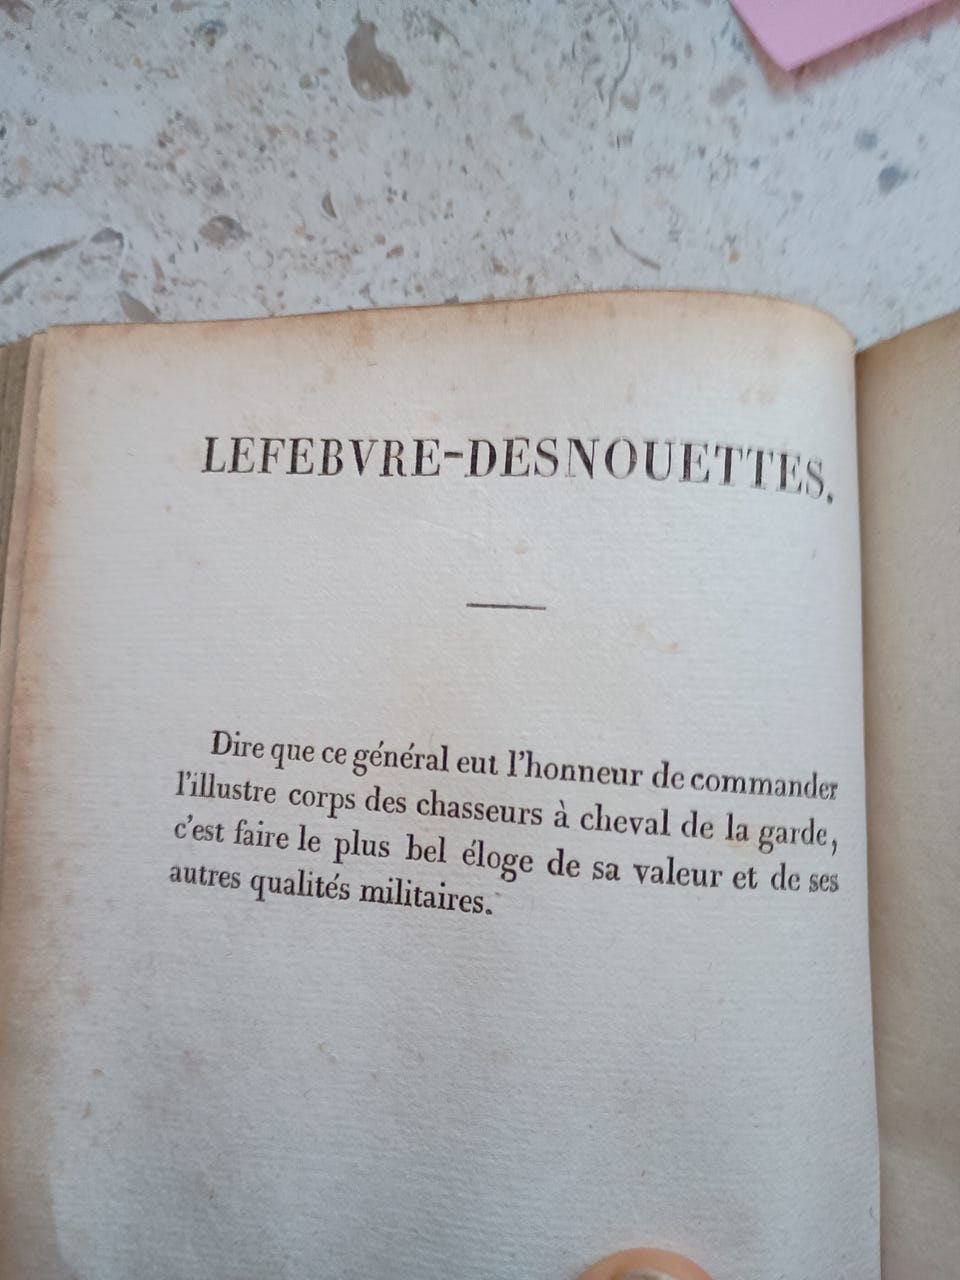 LEFEBVRE-DESNOUETTES.
Dire que ce général eut l'honneur de commander
l'illustre corps des chasseurs à cheval de la garde,
c'est faire le plus bel éloge de sa valeur et de ses
autres qualités militaires.